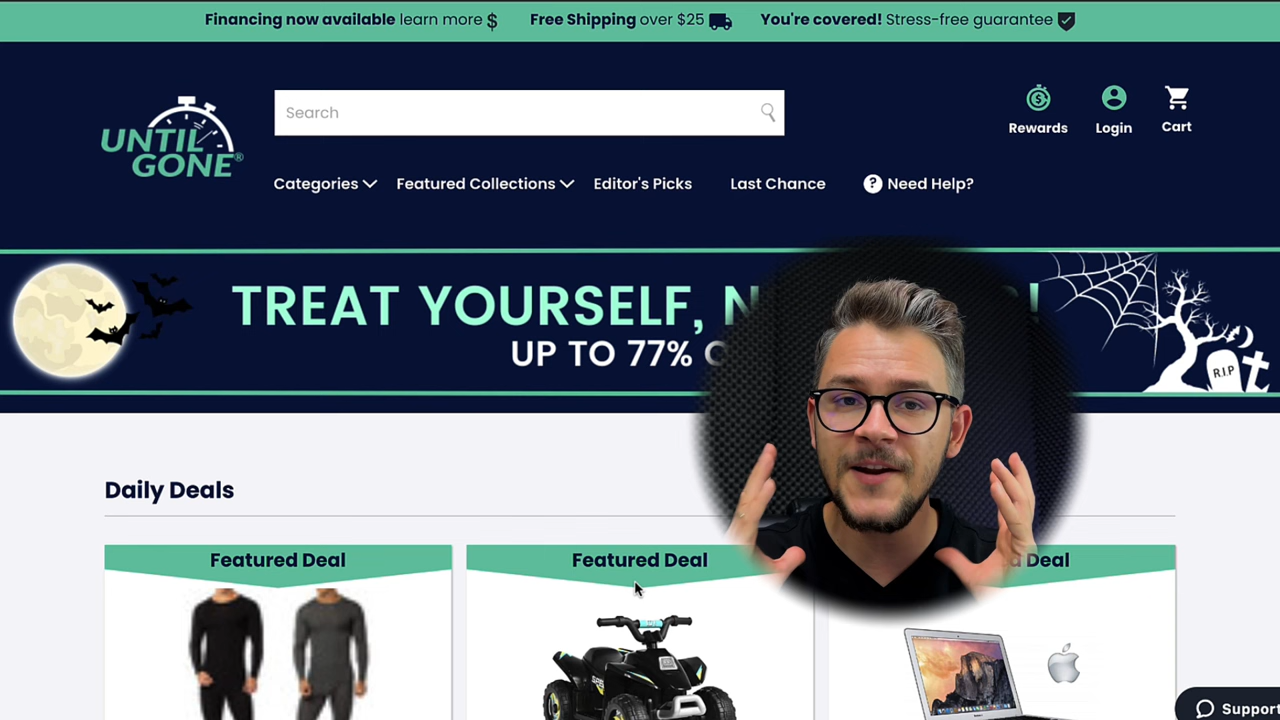 Financing now available learn more $
Free Shipping over $25
You're covered! Stress-free guarantee
UNTIL
GONE®
Search
Rewards
Login
Cart
Categories
Featured Collections
Editor's Picks
Last Chance
? Need Help?
TREAT YOURSELF, N
UP TO 77%
R.I.P
Daily Deals
Featured Deal
Featured Deal
Deal
Support